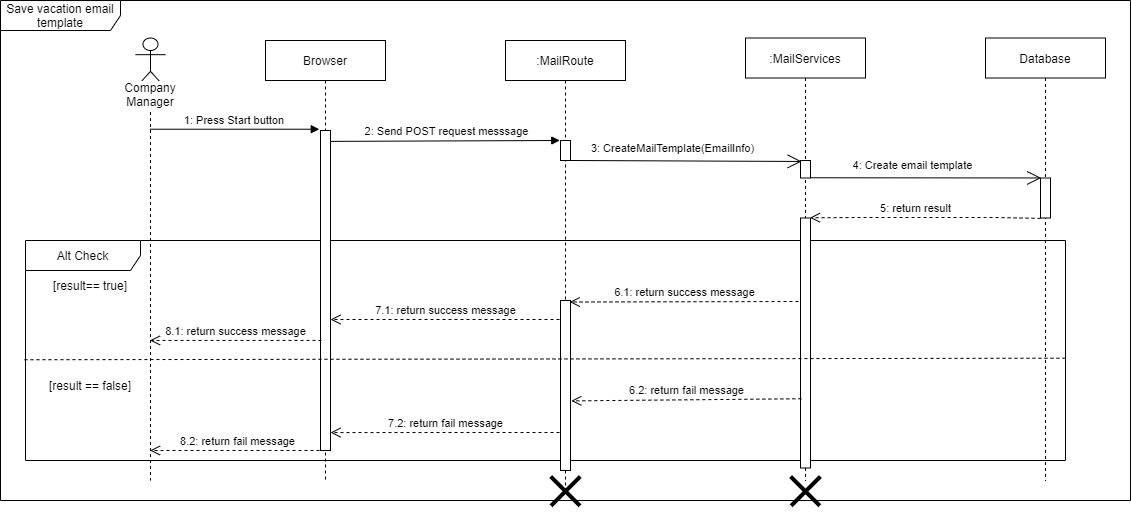 Save vacation email
template
Browser
:MailRoute
:MailServices
Database
Company
Manager
1: Press Start button
2: Send POST request messsage
3: CreateMailTemplate(EmailInfo)
4: Create email template
5: return result
Alt Check
[result== true]
6.1: return success message
7.1: return success message
8.1: return success message
[result == false]
6.2: return fail message
7.2: return fail message
8.2: return fail message